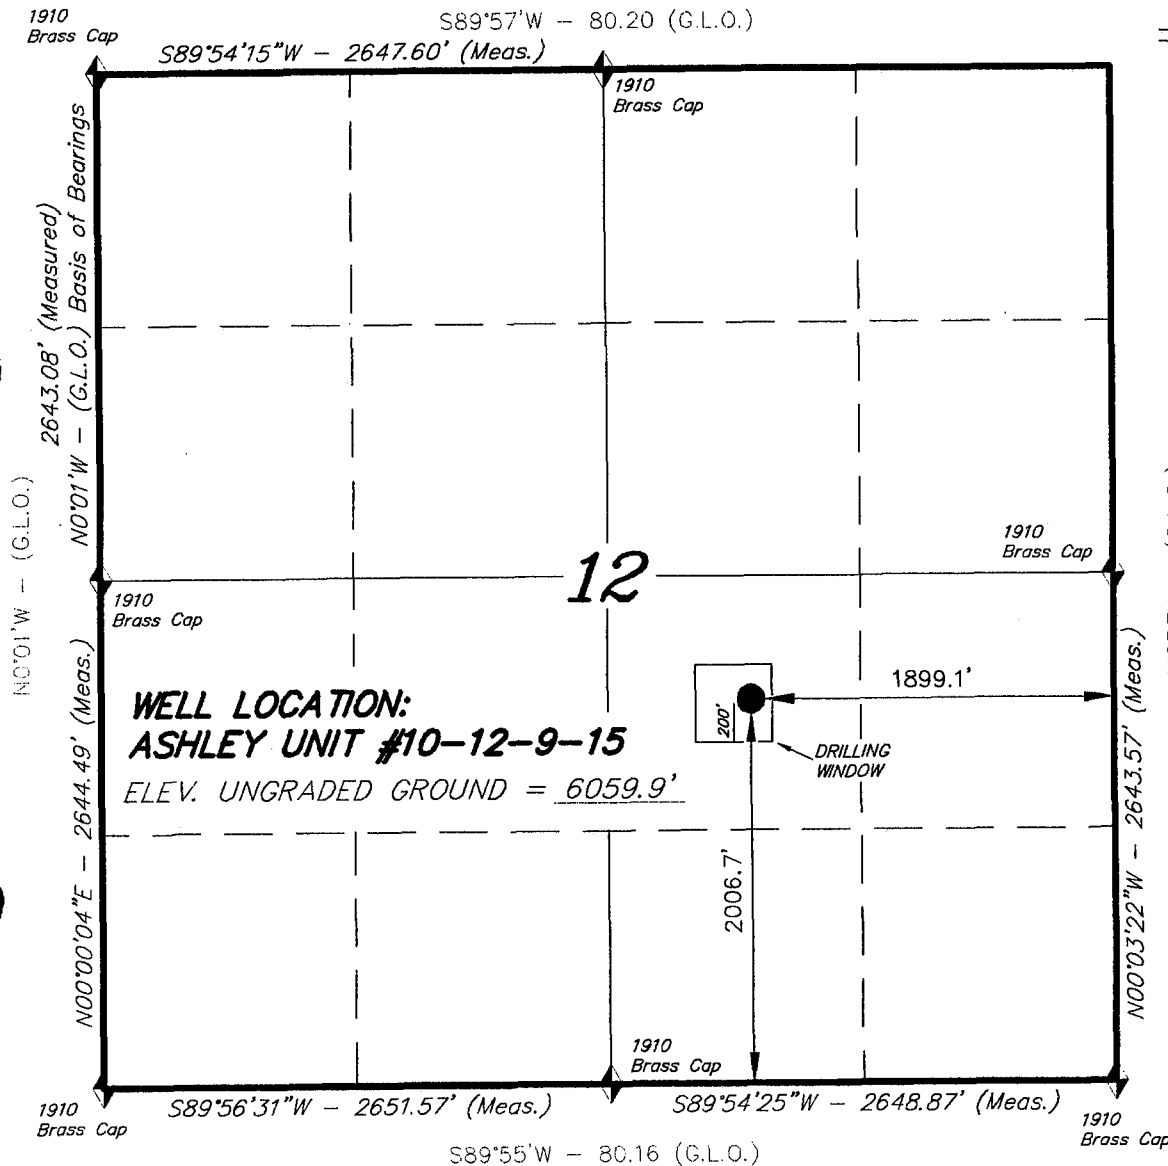 S89°57'W - 80.20 (G.L.O.)
1910
Brass Cap
S89°54'15"W - 2647.60' (Meas.)
1910
Brass Cap
2643.08' (Measured)
N0°01'W - (G.L.O.) Basis of Bearings
N0°01'W - (G.L.O.)
1910
Brass Cap
12
1910
Brass Cap
1899.1'
WELL LOCATION:
ASHLEY UNIT #10-12-9-15
ELEV. UNGRADED GROUND = 6059.9'
200'
DRILLING
WINDOW
2006.7'
N00°00'04"E - 2644.49' (Meas.)
N00°03'22"W - 2643.57' (Meas.)
1910
Brass Cap
1910
Brass Cap
S89°56'31"W - 2651.57' (Meas.)
S89°54'25"W - 2648.87' (Meas.)
1910
Brass Cap
S89°55'W - 80.16 (G.L.O.)